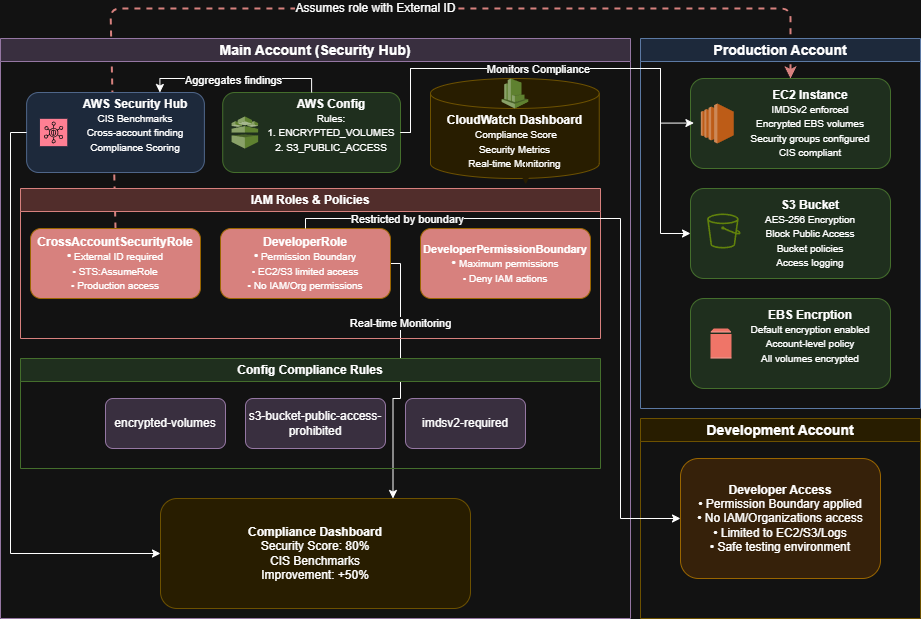 Assumes role with External ID
Main Account (Security Hub)
Aggregates findings
AWS Security Hub
CIS Benchmarks
Cross-account finding
Compliance Scoring
AWS Config
Rules:
1. ENCRYPTED_VOLUMES
2. S3_PUBLIC_ACCESS
Monitors Compliance
CloudWatch Dashboard
Compliance Score
Security Metrics
Real-time Monitoring
IAM Roles & Policies
CrossAccountSecurityRole
• External ID required
• STS:AssumeRole
• Production access
Restricted by boundary
DeveloperRole
• Permission Boundary
• EC2/S3 limited access
• No IAM/Org permissions
DeveloperPermissionBoundary
• Maximum permissions
• Deny IAM actions
Real-time Monitoring
Config Compliance Rules
encrypted-volumes
s3-bucket-public-access-
prohibited
imdsv2-required
Compliance Dashboard
Security Score: 80%
CIS Benchmarks
Improvement: +50%
Production Account
EC2 Instance
IMDSv2 enforced
Encrypted EBS volumes
Security groups configured
CIS compliant
S3 Bucket
AES-256 Encryption
Block Public Access
Bucket policies
Access logging
EBS Encrption
Default encryption enabled
Account-level policy
All volumes encrypted
Development Account
Developer Access
• Permission Boundary applied
• No IAM/Organizations access
• Limited to EC2/S3/Logs
• Safe testing environment